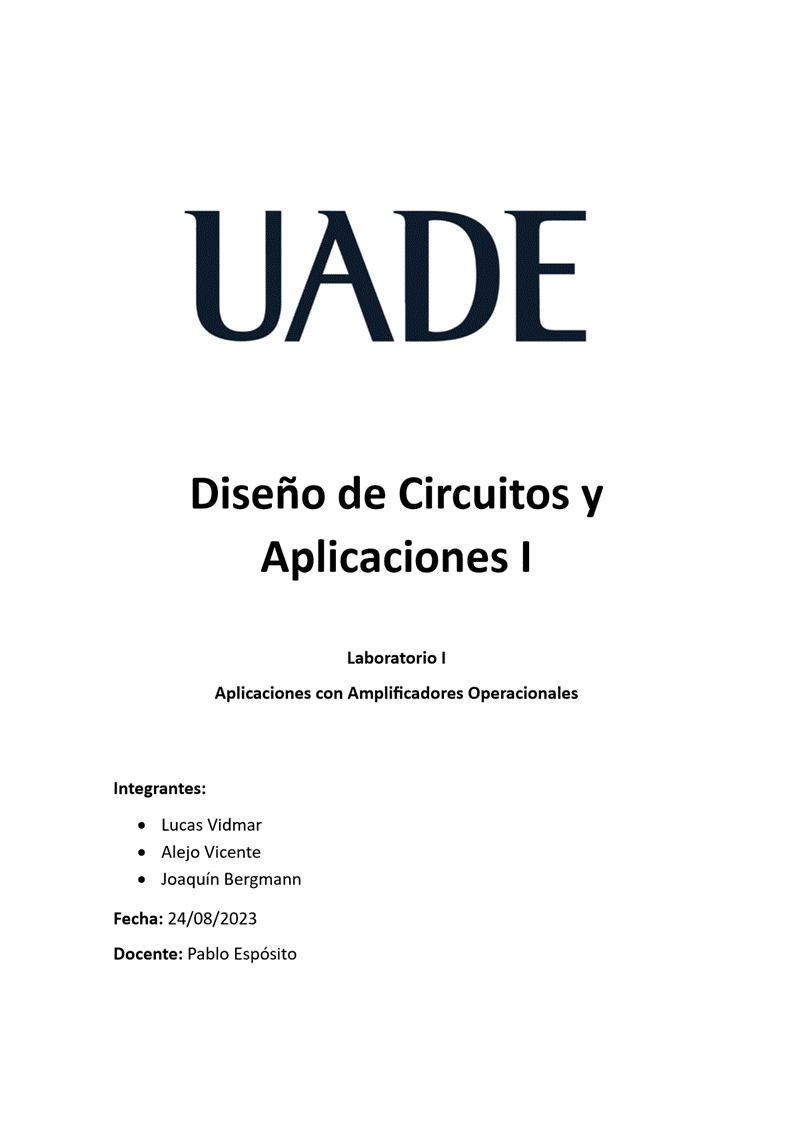 UADE
Diseño de Circuitos y
Aplicaciones I
Laboratorio I
Aplicaciones con Amplificadores Operacionales
Integrantes:
• Lucas Vidmar
• Alejo Vicente
• Joaquín Bergmann
Fecha: 24/08/2023
Docente: Pablo Espósito